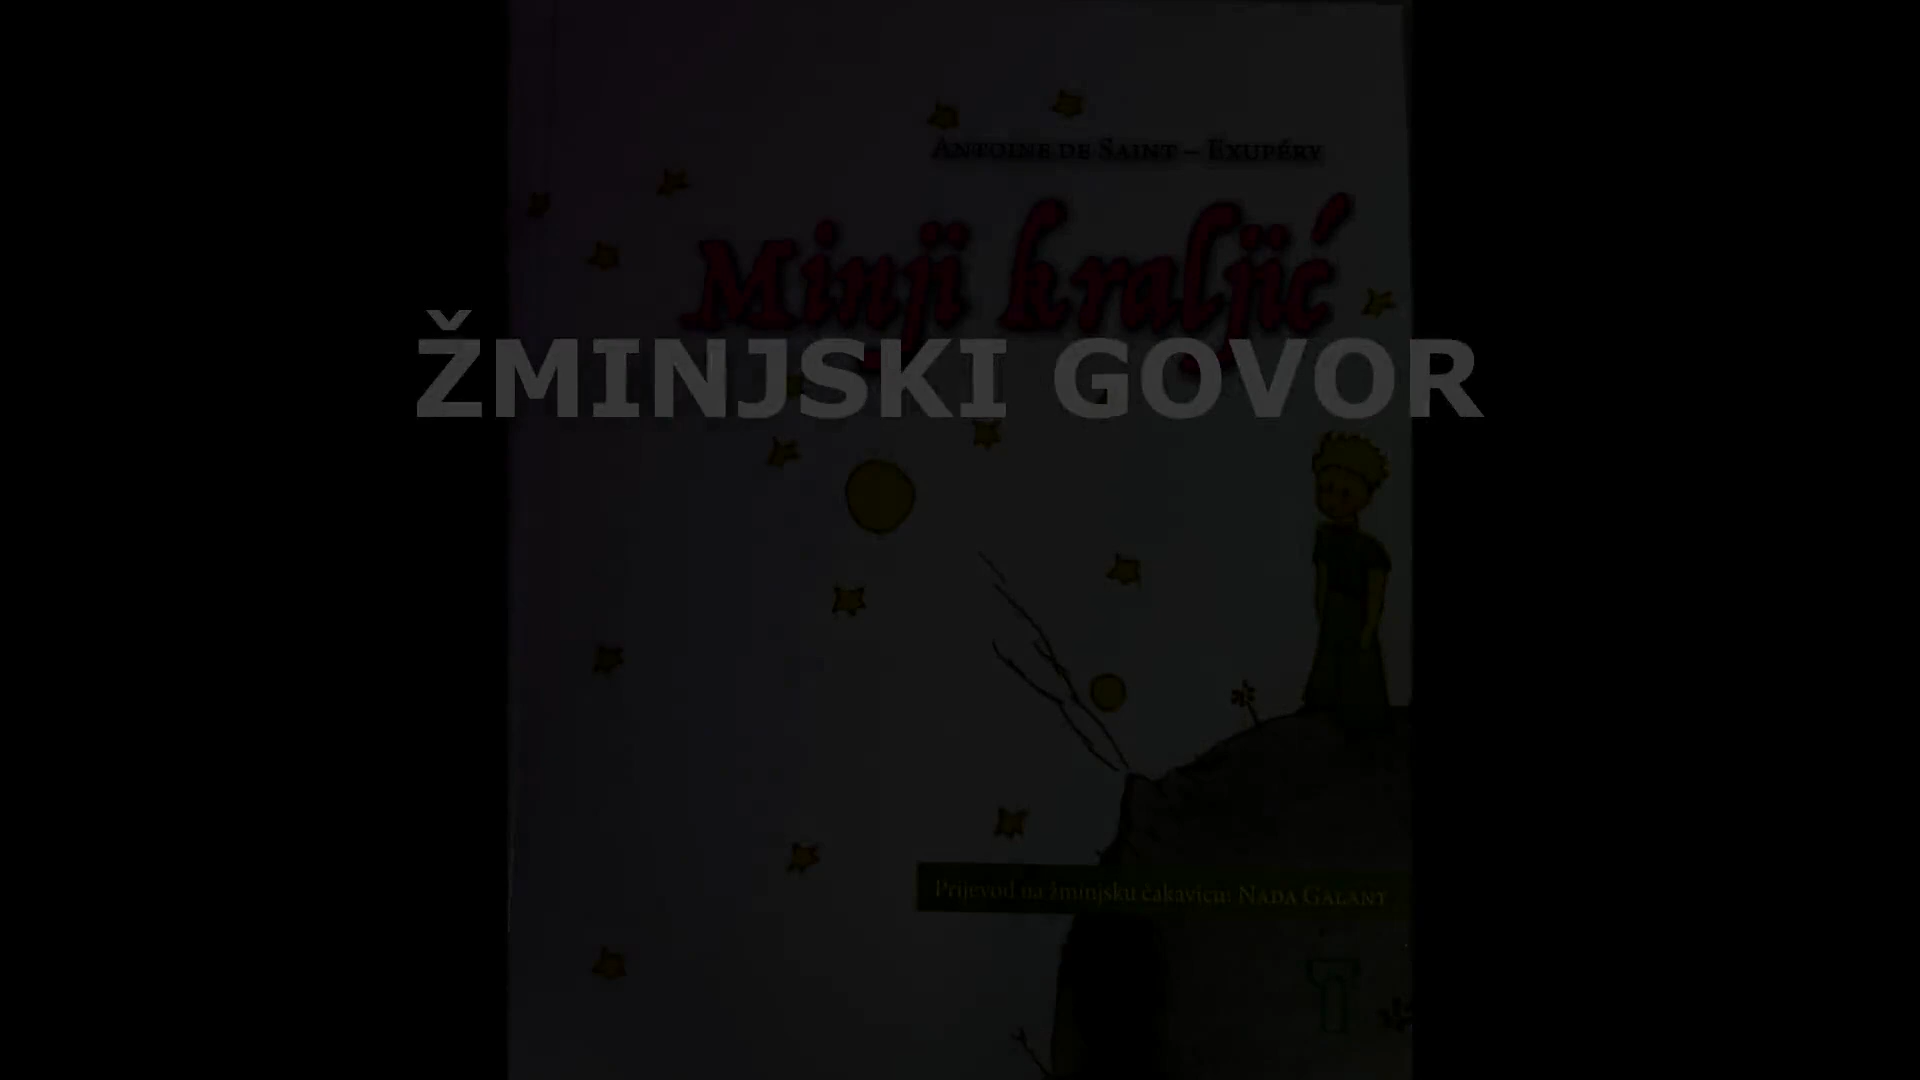 Antoine de Saint – Exupéry
Minji kraljić
ŽMINJSKI GOVOR
Prijevod na žminjsku čakavicu: Nada Galant